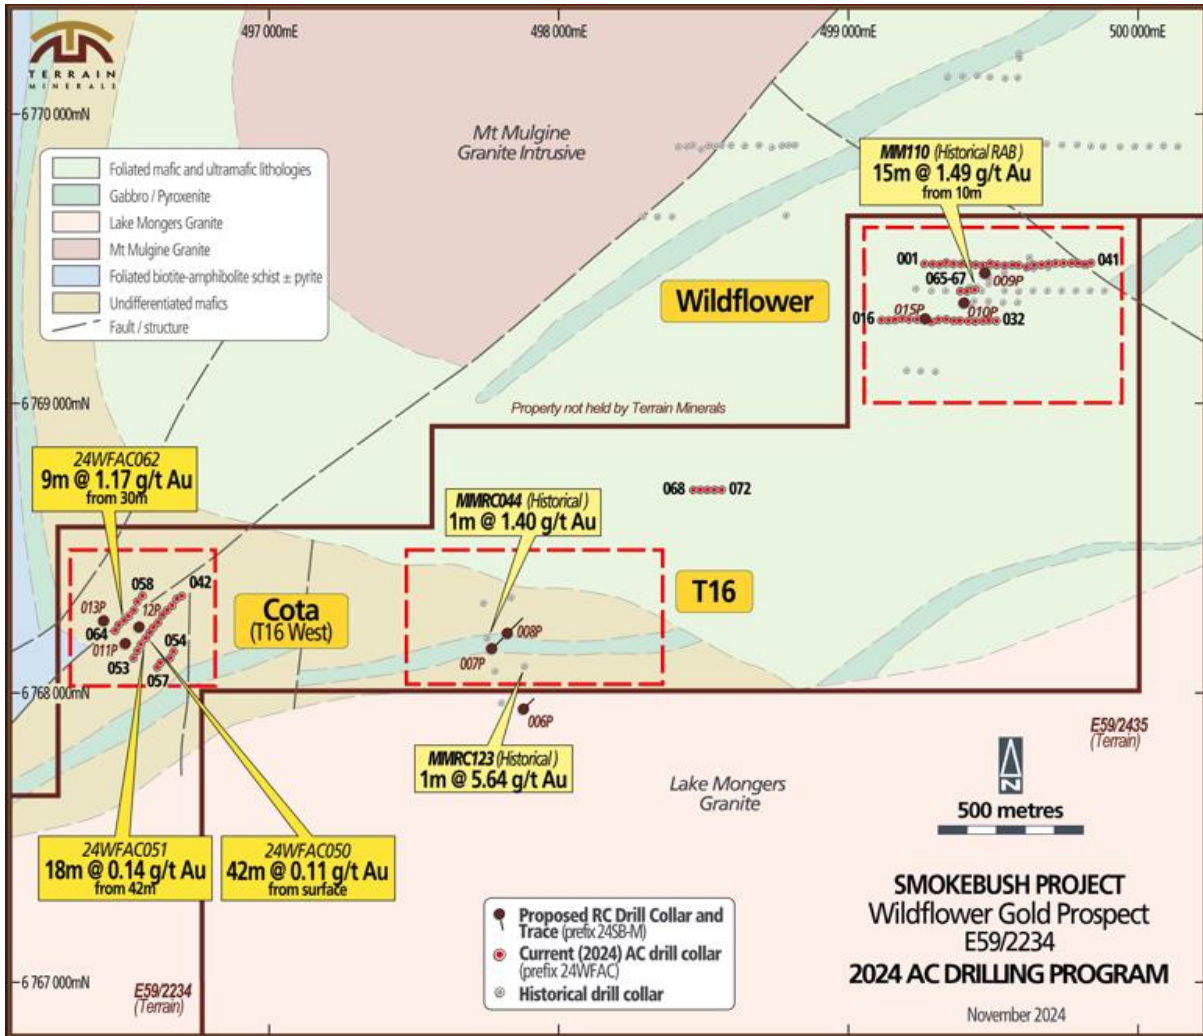 497 000mE
498 000mE
499 000mE
500 000mE
TERRAIN
MINERALS
6 770 000mN
Mt Mulgine
Granite Intrusive
Foliated mafic and ultramafic lithologies
Gabbro / Pyroxenite
Lake Mongers Granite
Mt Mulgine Granite
Foliated biotite-amphibolite schist ± pyrite
Undifferentiated mafics
Fault / structure
MM110 (Historical RAB)
15m @ 1.49 g/t Au
from 10m
001
041
009P
065-67
Wildflower
015P
010P
016
032
6 769 000mN
Property not held by Terrain Minerals
24WFAC062
9m @ 1.17 g/t Au
from 30m
068
072
MMRC044 (Historical)
1m @ 1.40 g/t Au
058
042
013P
12P
064
011P
053
054
057
Cota
(T16 West)
T16
008P
007P
6 768 000mN
006P
E59/2435
(Terrain)
MMRC123 (Historical)
1m @ 5.64 g/t Au
Lake Mongers
Granite
N
500 metres
24WFAC051
18m @ 0.14 g/t Au
from 42m
24WFAC050
42m @ 0.11 g/t Au
from surface
Proposed RC Drill Collar and
Trace (prefix 24SB-M)
Current (2024) AC drill collar
(prefix 24WFAC)
Historical drill collar
SMOKEBUSH PROJECT
Wildflower Gold Prospect
E59/2234
2024 AC DRILLING PROGRAM
November 2024
6 767 000mN
E59/2234
(Terrain)